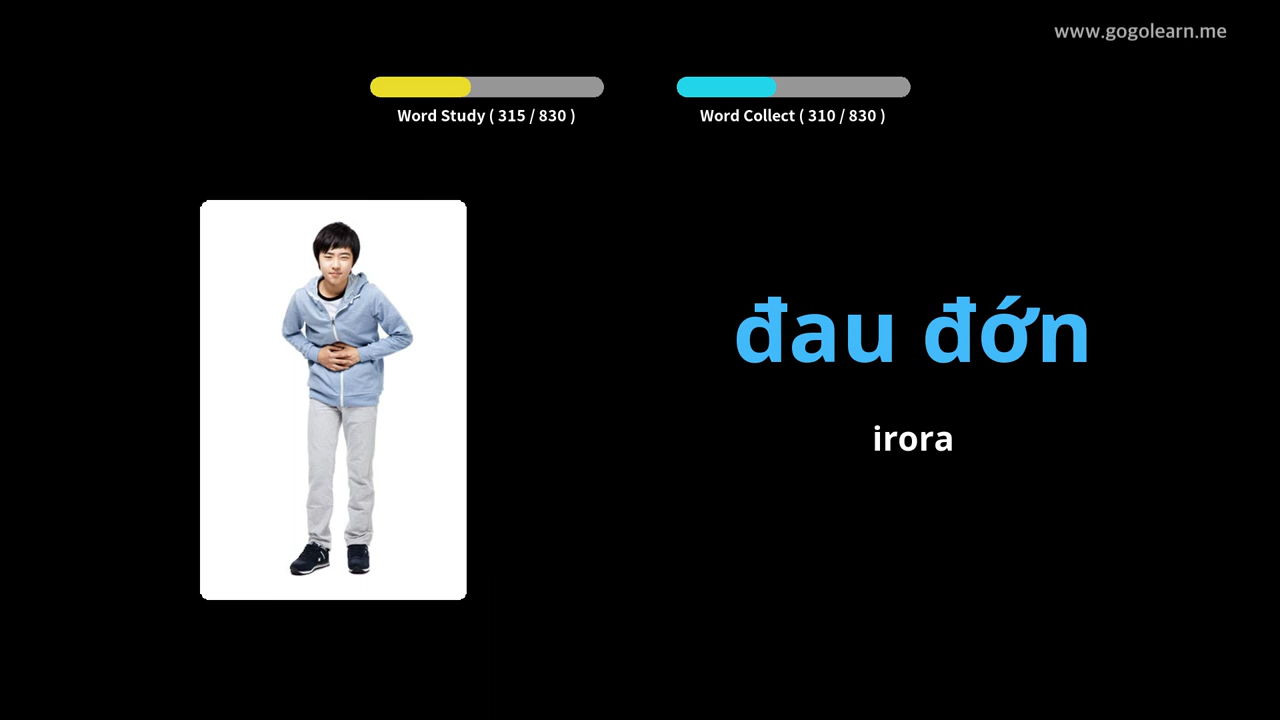 www.gogolearn.me
Word Study ( 315 / 830 )
Word Collect ( 310 / 830 )
đau đớn
irora